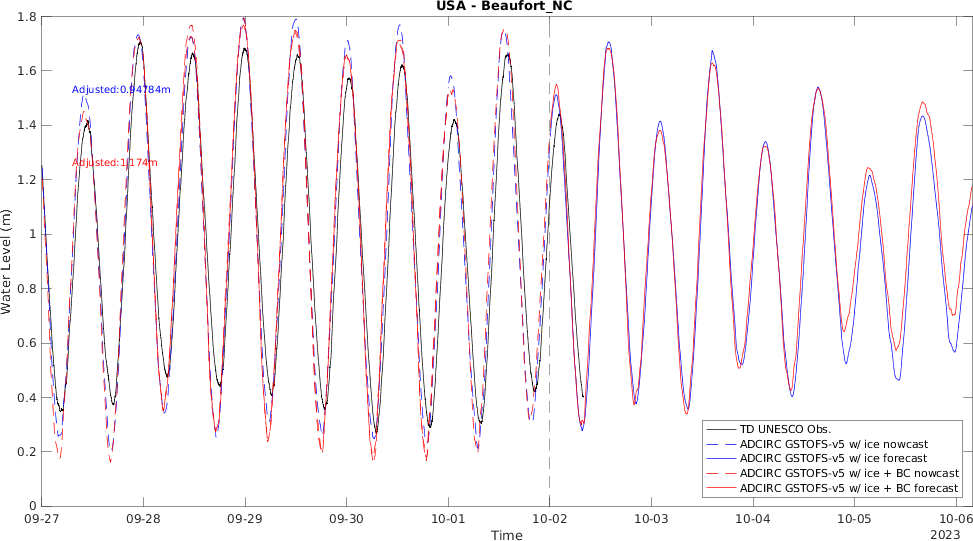 USA - Beaufort_NC
1.8
1.6
1.4
1.2
1
0.8
0.6
0.4
0.2
0
Water Level (m)
Adjusted:0.94784m
Adjusted:1.174m
TD UNESCO Obs.
ADCIRC GSTOFS-v5 w/ ice nowcast
ADCIRC GSTOFS-v5 w/ ice forecast
ADCIRC GSTOFS-v5 w/ ice + BC nowcast
ADCIRC GSTOFS-v5 w/ ice + BC forecast
09-27 09-28 09-29 09-30 10-01 10-02 10-03 10-04 10-05 10-06
Time
2023